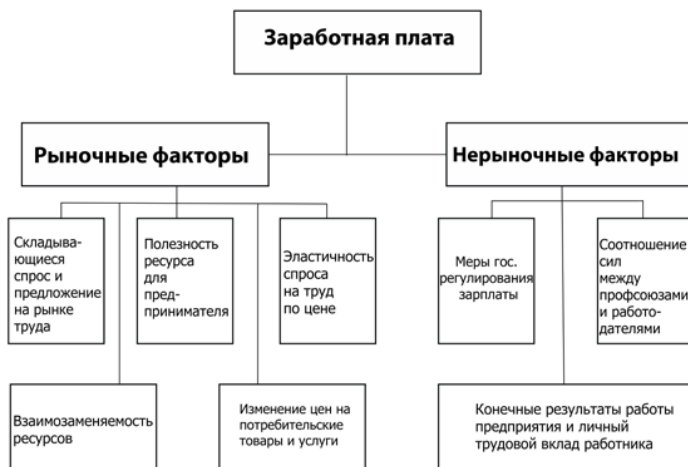 Заработная плата
Рыночные факторы
Нерыночные факторы
Складыва-
ющиеся
спрос и
предложение
на рынке
труда
Полезность
ресурса
для
пред-
принимателя
Эластичность
спроса
на труд
по цене
Меры гос.
регулирования
зарплаты
Соотношение
сил
между
профсоюзами
и работо-
дателями
Взаимозаменяемость
ресурсов
Изменение цен на
потребительские
товары и услуги
Конечные результаты работы
предприятия и личный
трудовой вклад работника